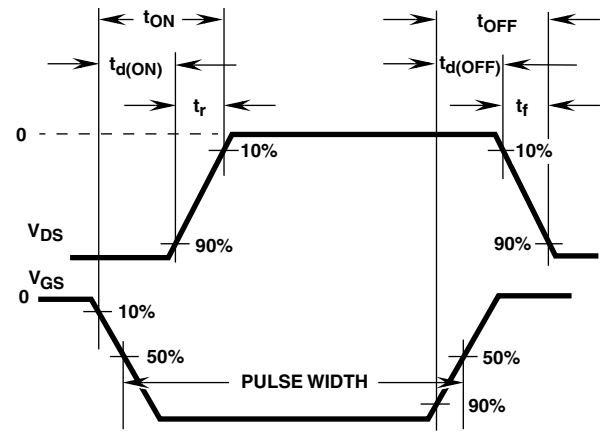 tON
tOFF
td(ON)
td(OFF)
tr
tf
0
10%
10%
VDS
90%
90%
VGS
0
10%
50%
50%
PULSE WIDTH
90%